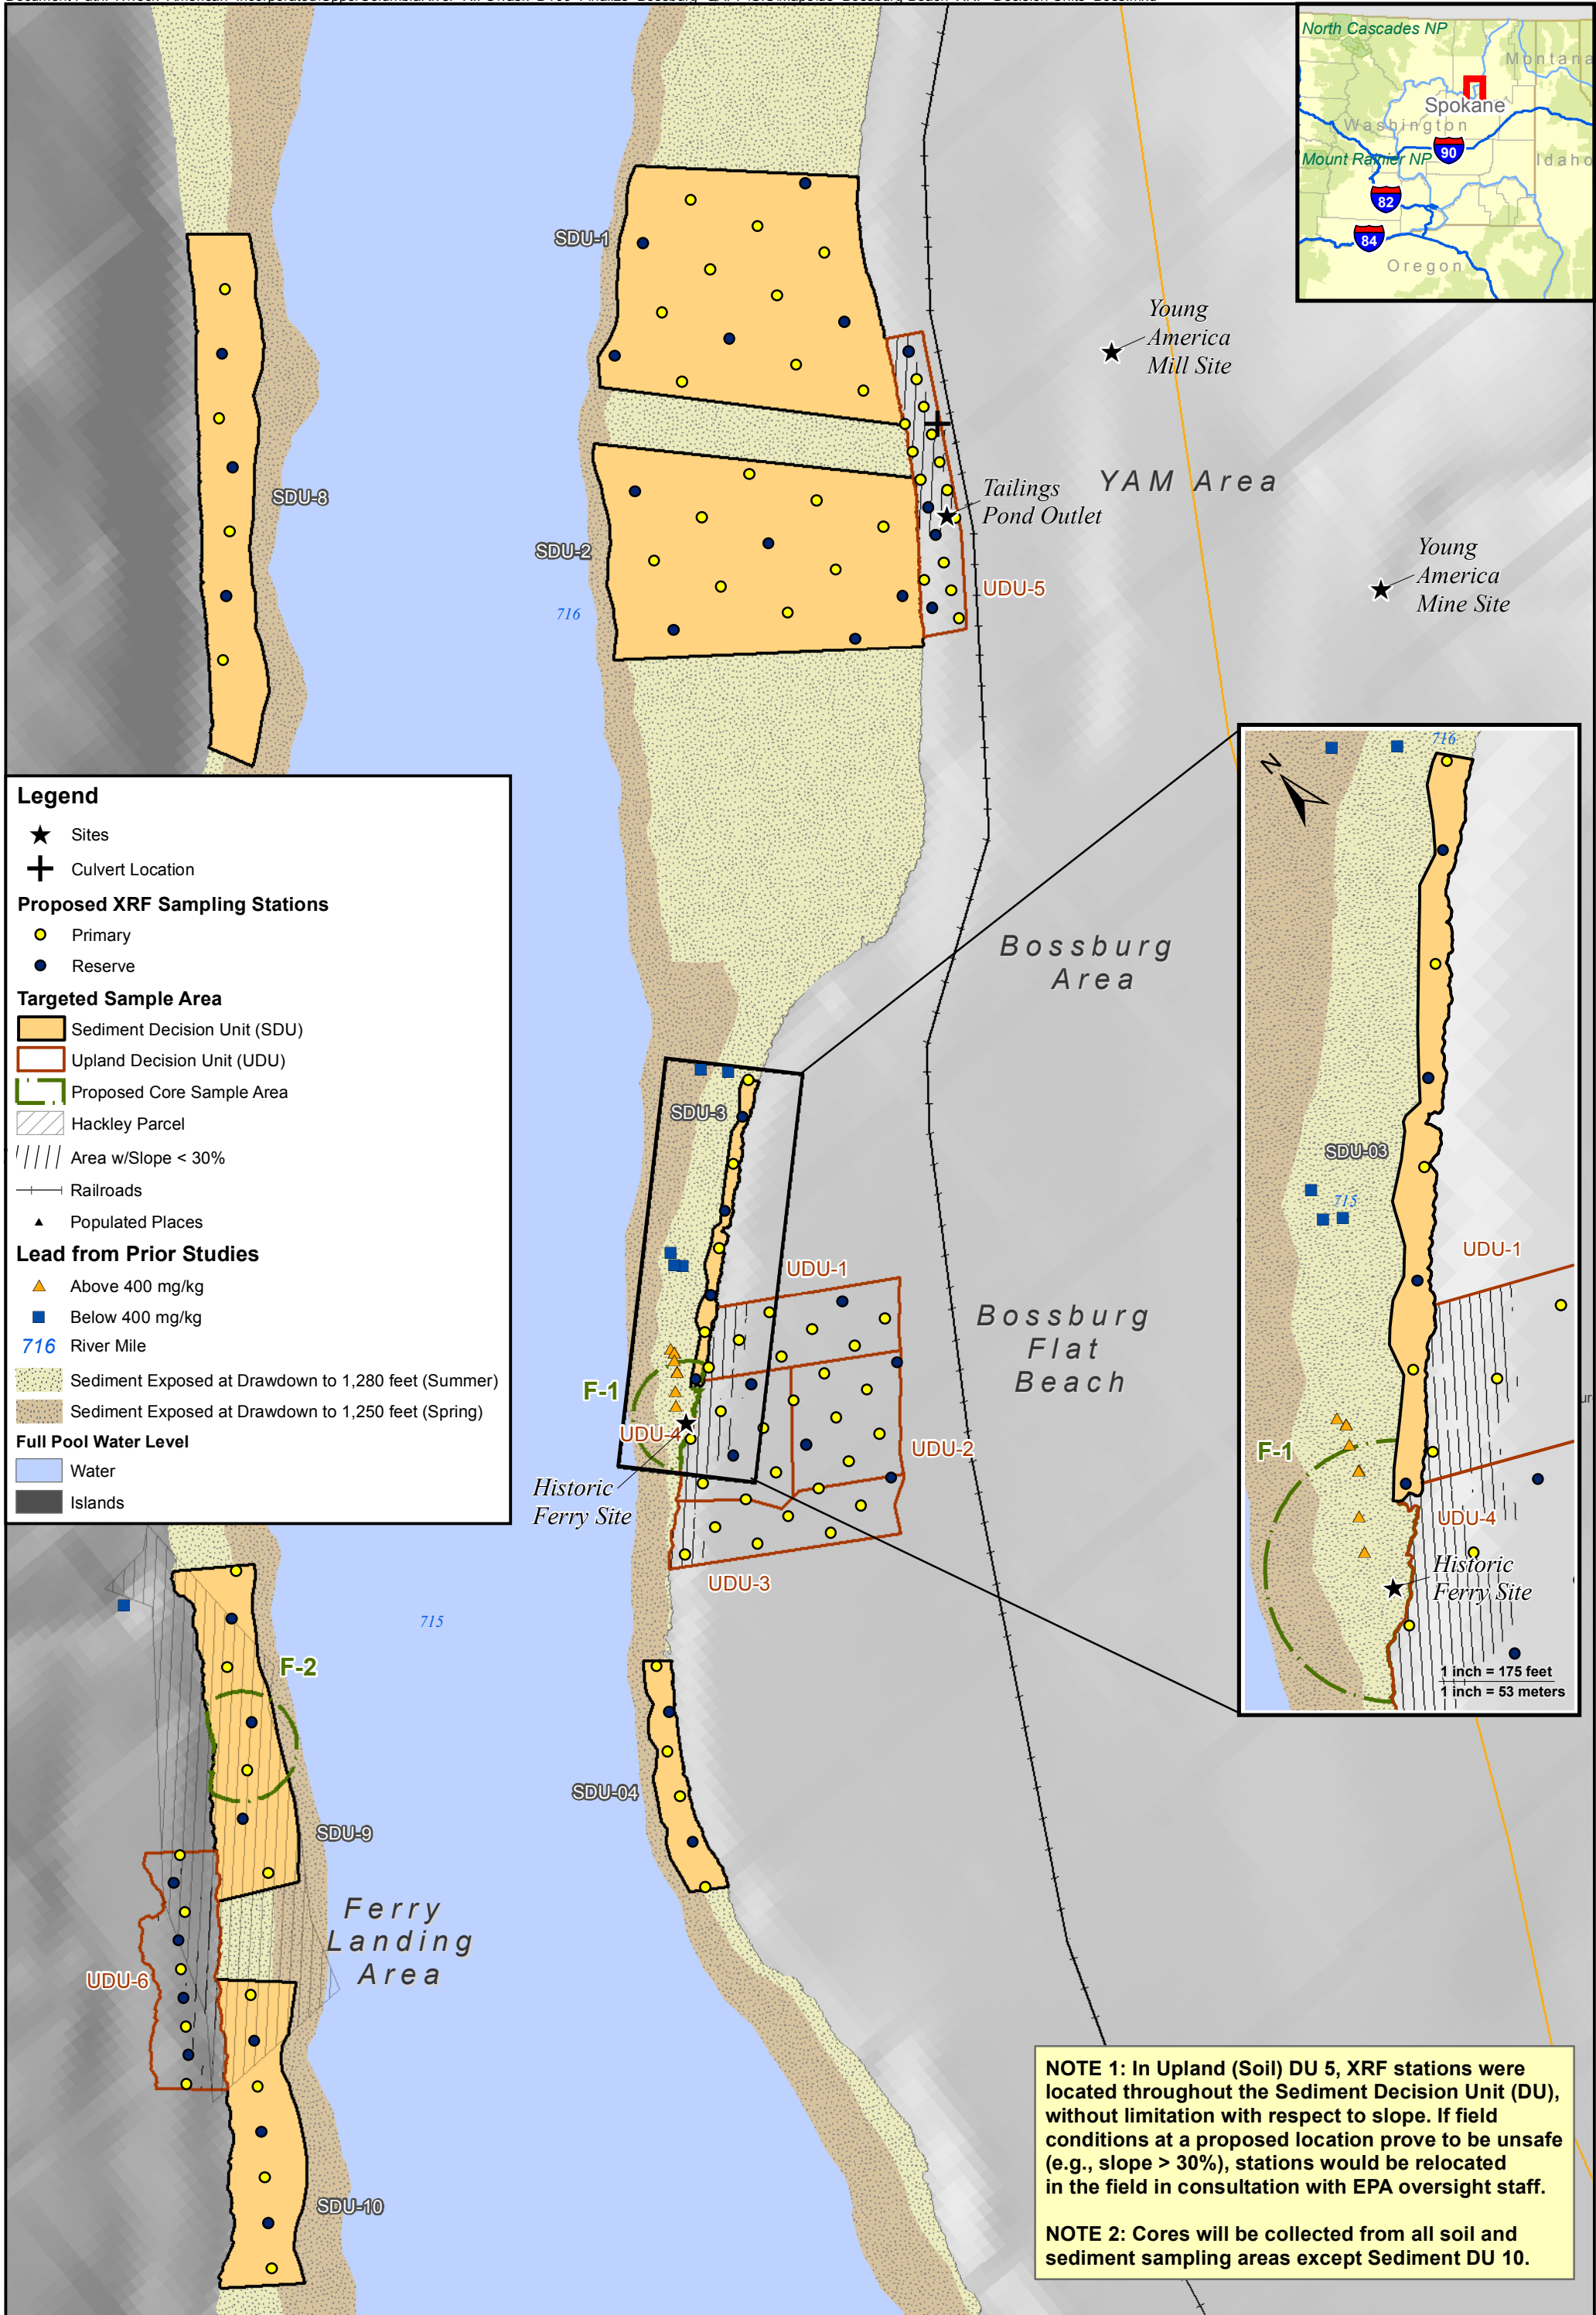 North Cascades NP
Montana
Spokane
Washington
90
Mount Rainier NP
Idaho
82
84
Oregon
SDU-1
Young
America
Mill Site
YAM Area
SDU-8
Tailings
Pond Outlet
SDU-2
Young
America
Mine Site
UDU-5
716
Legend
Sites
Culvert Location
Proposed XRF Sampling Stations
Primary
Reserve
Targeted Sample Area
Sediment Decision Unit (SDU)
Upland Decision Unit (UDU)
Proposed Core Sample Area
Hackley Parcel
Area w/Slope < 30%
Railroads
Populated Places
Lead from Prior Studies
Above 400 mg/kg
Below 400 mg/kg
716 River Mile
Sediment Exposed at Drawdown to 1,280 feet (Summer)
Sediment Exposed at Drawdown to 1,250 feet (Spring)
Full Pool Water Level
Water
Islands
Bossburg
Area
SDU-3
UDU-1
Bossburg
Flat
Beach
F-1
UDU-4
UDU-2
Historic
Ferry Site
UDU-3
716
N
SDU-03
715
UDU-1
F-1
UDU-4
Historic
Ferry Site
1 inch = 175 feet
1 inch = 53 meters
715
F-2
SDU-04
SDU-9
Ferry
Landing
Area
UDU-6
SDU-10
NOTE 1: In Upland (Soil) DU 5, XRF stations were
located throughout the Sediment Decision Unit (DU),
without limitation with respect to slope. If field
conditions at a proposed location prove to be unsafe
(e.g., slope > 30%), stations would be relocated
in the field in consultation with EPA oversight staff.
NOTE 2: Cores will be collected from all soil and
sediment sampling areas except Sediment DU 10.